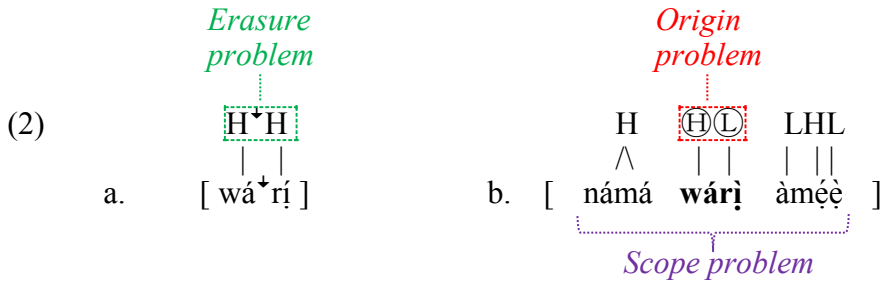 Erasure problem
Origin problem
(2) HꜜH H ⒽⓁ LHL
a. [ wáꜜrị́ ] b. [ námá wárị̀ àmẹ́ẹ̀ ]
Scope problem